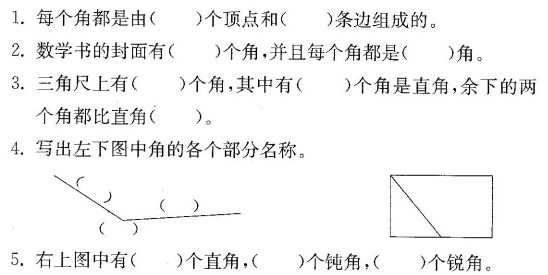 1. 每个角都是由(　　)个顶点和(　　)条边组成的。
2. 数学书的封面有(　　)个角,并且每个角都是(　　)角。
3. 三角尺上有(　　)个角,其中有(　　)个角是直角,余下的两
个角都比直角(　　)。
4. 写出左下图中角的各个部分名称。
(　　)
(　　)
(　　)
5. 右上图中有(　　)个直角,(　　)个钝角,(　　)个锐角。